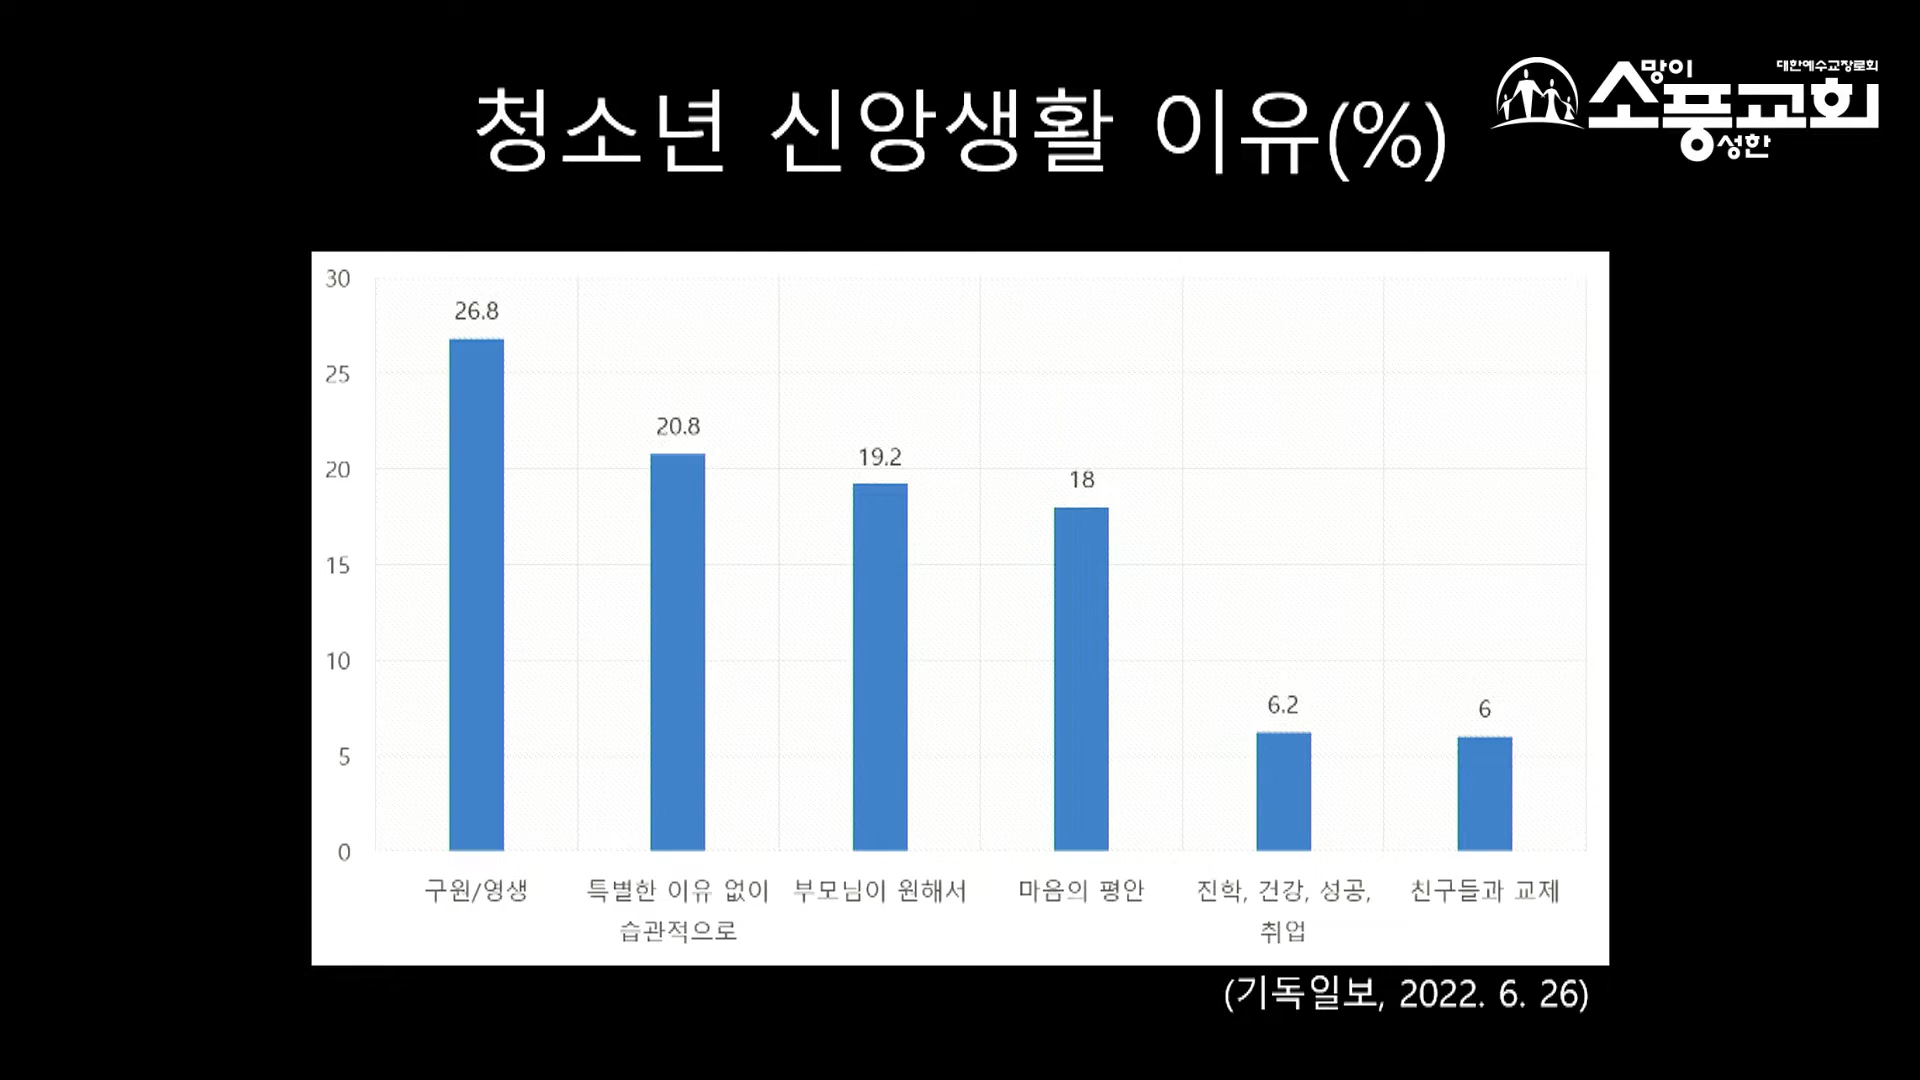 청소년 신앙생활 이유(%)
대한예수교장로회
소망이
풍성한
교회
30
25
20
15
10
5
0
26.8
20.8
19.2
18
6.2
6
구원/영생
특별한 이유 없이
습관적으로
부모님이 원해서
마음의 평안
진학, 건강, 성공,
취업
친구들과 교제
(기독일보, 2022. 6. 26)